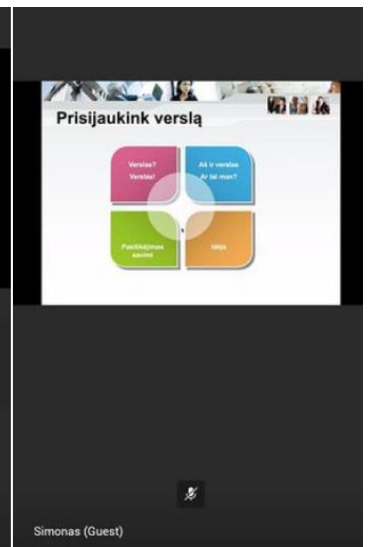 Prisijaukink verslą
Verslas?
Verslas!
Aš ir verslas
Ar tai man?
Pasitikėjimas
savimi
Idėja
Simonas (Guest)